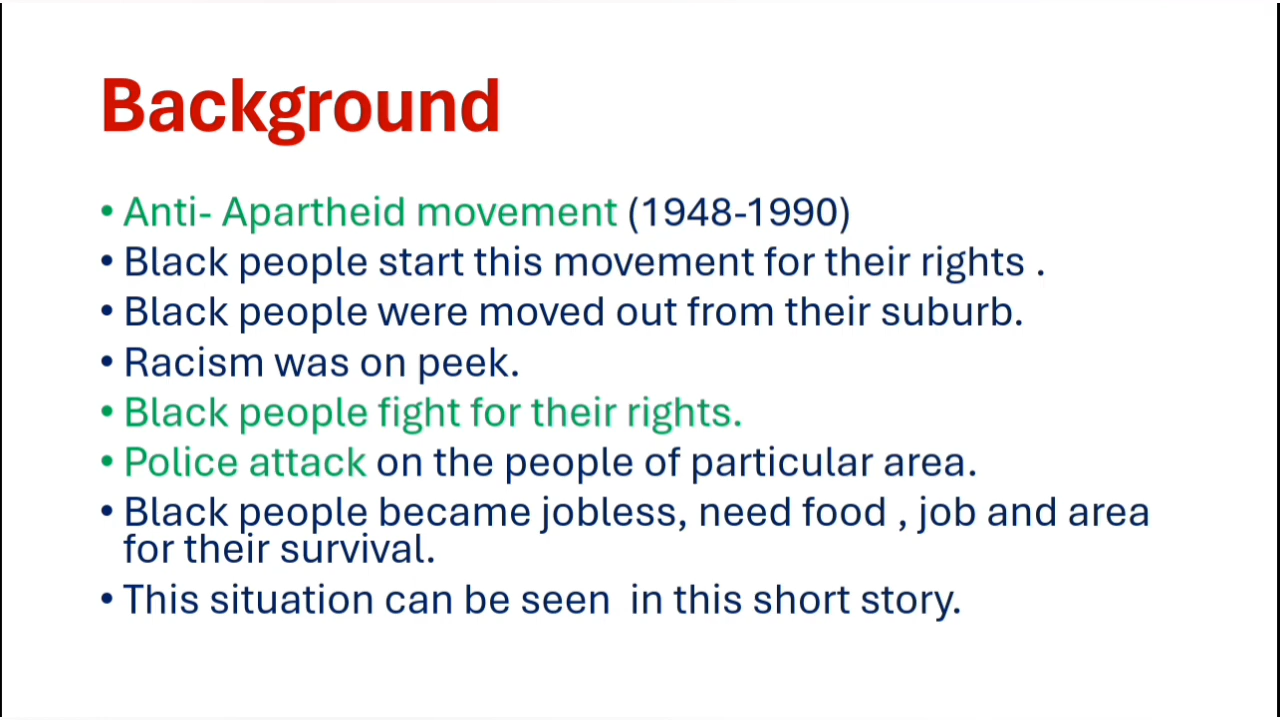 Background
• Anti- Apartheid movement (1948-1990)
• Black people start this movement for their rights .
• Black people were moved out from their suburb.
• Racism was on peek.
• Black people fight for their rights.
• Police attack on the people of particular area.
• Black people became jobless, need food , job and area
for their survival.
• This situation can be seen  in this short story.